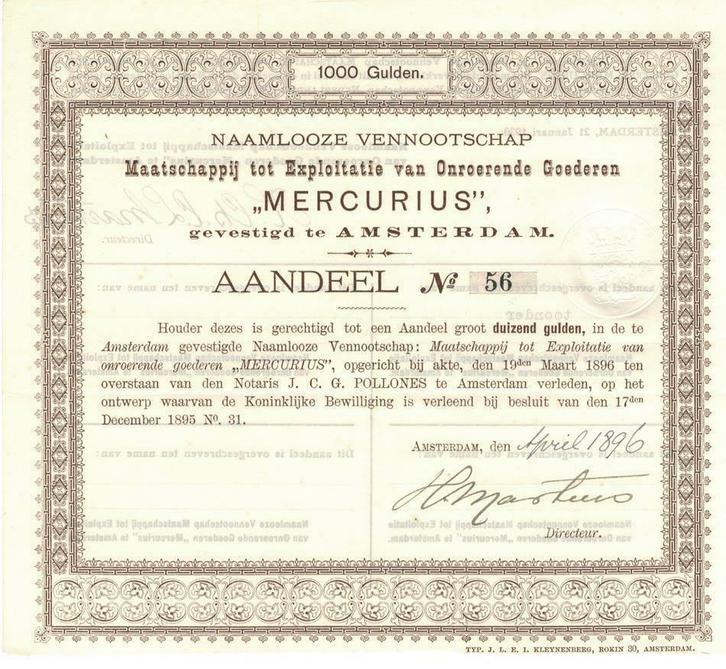 1000 Gulden.
NAAMLOOZE VENNOOTSCHAP
Maatschappij tot Exploitatie van Onroerende Goederen
„MERCURIUS”,
gevestigd te AMSTERDAM.
AANDEEL No 56
Houder dezes is gerechtigd tot een Aandeel groot duizend gulden, in de te
Amsterdam gevestigde Naamlooze Vennootschap: Maatschappij tot Exploitatie van
onroerende goederen „MERCURIUS”, opgericht bij akte, den 19den Maart 1896 ten
overstaan van den Notaris J. C. G. POLLONES te Amsterdam verleden, op het
ontwerp waarvan de Koninklijke Bewilliging is verleend bij besluit van den 17den
December 1895 No. 31.
AMSTERDAM, den April 1896
Directeur.
TYP. J. L. E. I. KLEYNENBERG, ROKIN 30, AMSTERDAM.